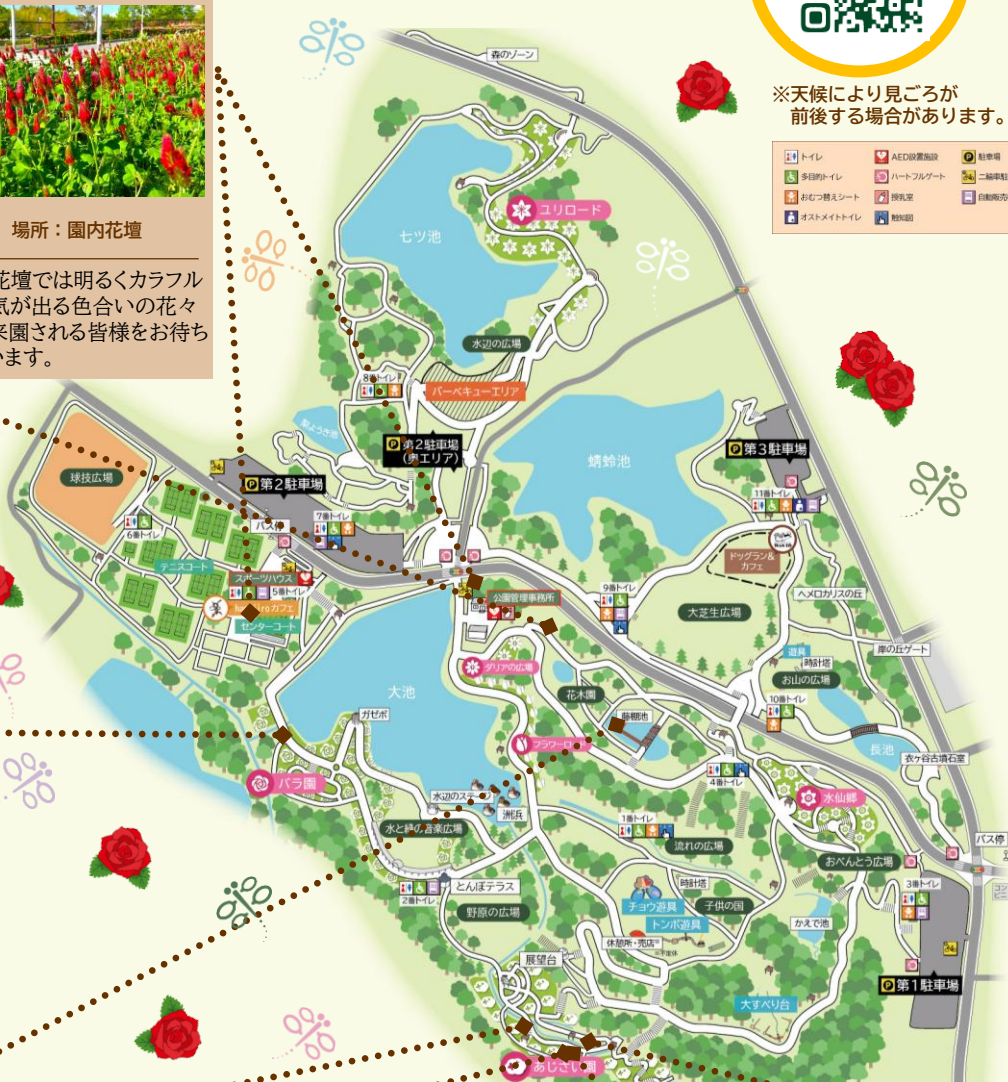 ※天候により見ごろが
前後する場合があります。
トイレ
AED設置施設
駐車場
多目的トイレ
ハートフルゲート
二輪車駐
おむつ替えシート
授乳室
自動販売
オストメイトトイレ
触知図
場所：園内花壇
花壇では明るくカラフル
気が出る色合いの花々
来園される皆様をお待ち
います。
森のゾーン
ユリロード
七ツ池
水辺の広場
8番トイレ
バーベキューエリア
P 第2駐車場
(奥エリア)
P 第2駐車場
球技広場
7番トイレ
バス停
6番トイレ
テニスコート
スポーツハウス
5番トイレ
カフェ
センターコート
蜻蛉池
P 第3駐車場
11番トイレ
ドッグラン&
カフェ
9番トイレ
公園管理事務所
大芝生広場
ヘメロカリスの丘
岸の丘ゲート
遊具
時計塔
お山の広場
10番トイレ
ダリアの広場
大池
花木園
藤棚池
ガゼボ
フラワーロード
長池
衣ヶ谷古墳石室
バラ園
4番トイレ
水仙郷
水辺のステージ
洲浜
水と緑の音楽広場
1番トイレ
流れの広場
おべんとう広場
バス停
とんぼテラス
2番トイレ
時計塔
チョウ遊具
子供の国
トンボ遊具
3番トイレ
野原の広場
かえで池
休憩所・売店
展望台
大すべり台
P 第1駐車場
あじさい園